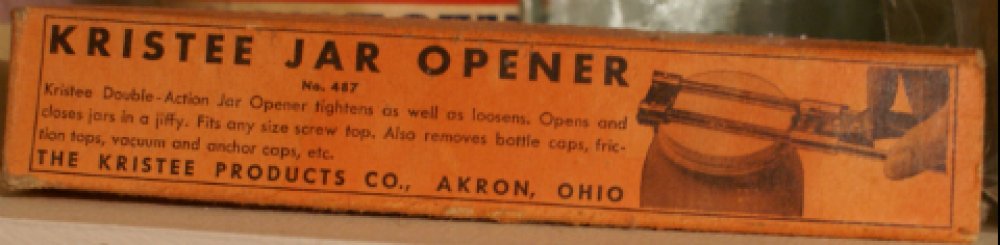 KRISTEE JAR OPENER
No. 487
Kristee Double-Action Jar Opener tightens as well as loosens. Opens and
closes jars in a jiffy. Fits any size screw top. Also removes bottle caps, fric-
tion tops, vacuum and anchor caps, etc.
THE KRISTEE PRODUCTS CO., AKRON, OHIO